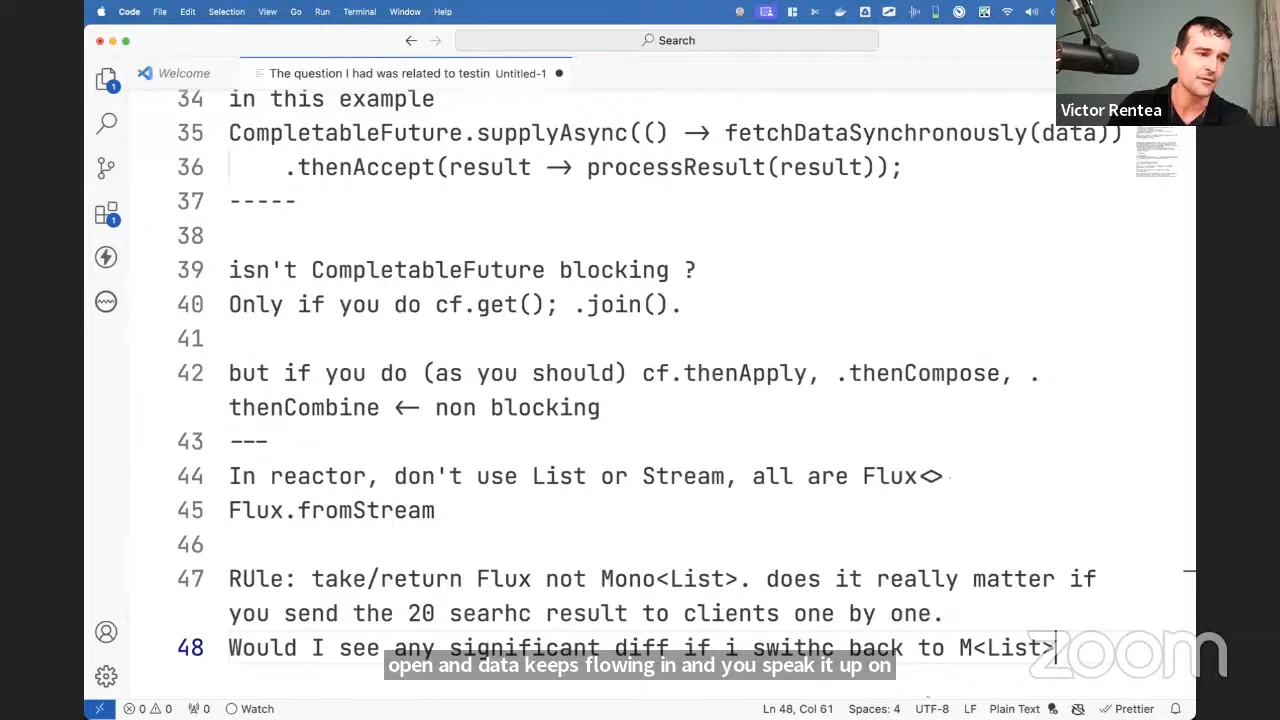 Code File Edit Selection View Go Run Terminal Window Help
Search
Welcome
The question I had was related to testin Untitled-1
Victor Rentea
34 in this example
35 CompletableFuture.supplyAsync(() -> fetchDataSynchronously(data))
36 .thenAccept(result -> processResult(result));
37 -----
38
39 isn't CompletableFuture blocking ?
40 Only if you do cf.get(); .join().
41
42 but if you do (as you should) cf.thenApply, .thenCompose, .
thenCombine <- non blocking
43 ---
44 In reactor, don't use List or Stream, all are Flux<>
45 Flux.fromStream
46
47 RUle: take/return Flux not Mono<List>. does it really matter if
you send the 20 searhc result to clients one by one.
48 Would I see any significant diff if i swithc back to M<List>
open and data keeps flowing in and you speak it up on
zoom
0 0 0 Watch Ln 48, Col 61 Spaces: 4 UTF-8 LF Plain Text Prettier